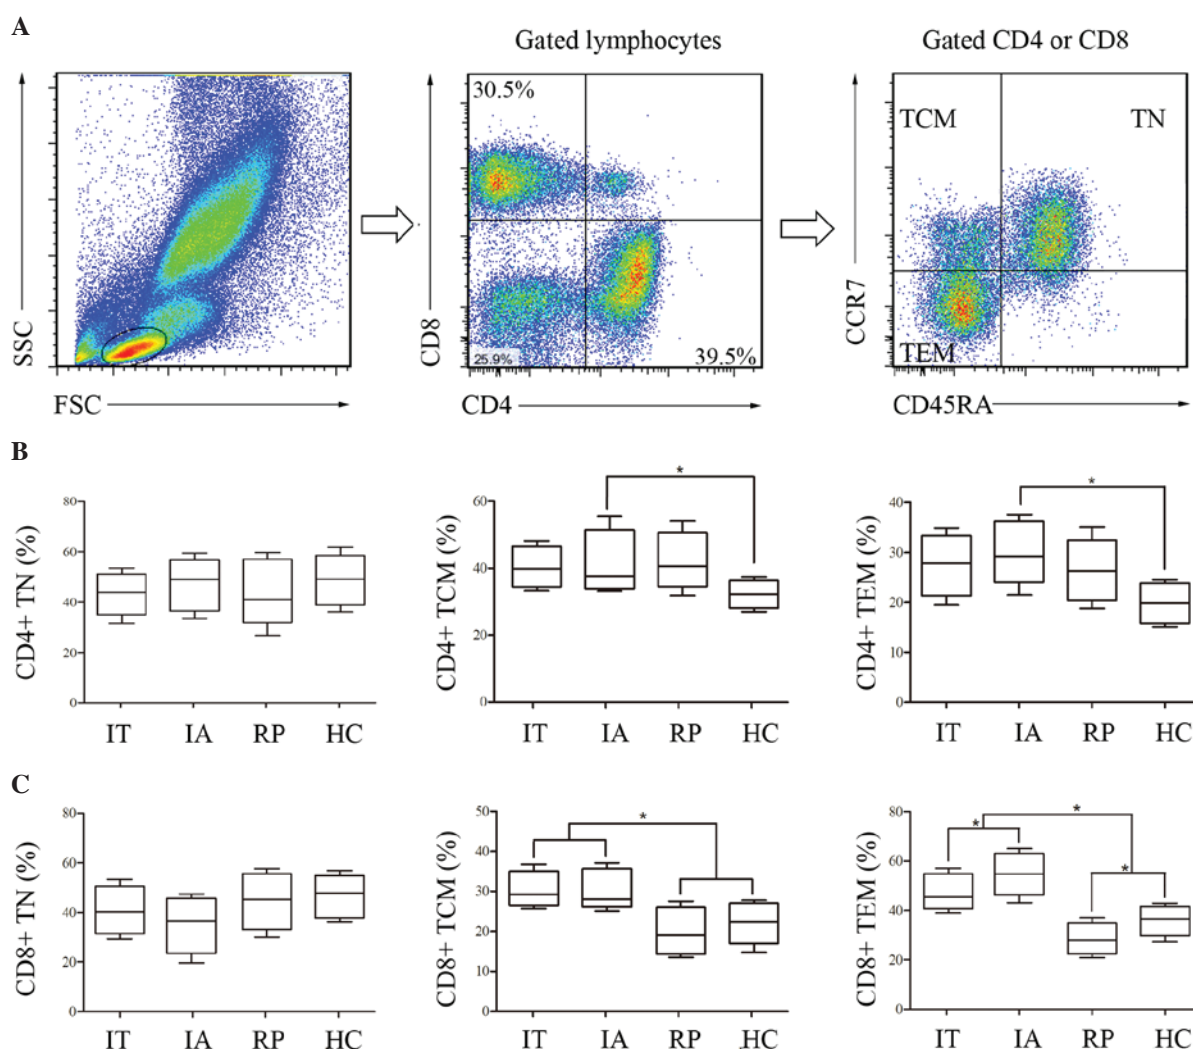 A
Gated lymphocytes
Gated CD4 or CD8
SSC
FSC
30.5%
25.9%
39.5%
CD8
CD4
TCM
TN
TEM
CCR7
CD45RA
B
CD4+ TN (%)
80
60
40
20
0
IT IA RP HC
CD4+ TCM (%)
60
40
20
0
*
IT IA RP HC
CD4+ TEM (%)
40
30
20
10
0
*
IT IA RP HC
C
CD8+ TN (%)
80
60
40
20
0
IT IA RP HC
CD8+ TCM (%)
50
40
30
20
10
0
*
IT IA RP HC
CD8+ TEM (%)
80
60
40
20
0
*
*
*
IT IA RP HC